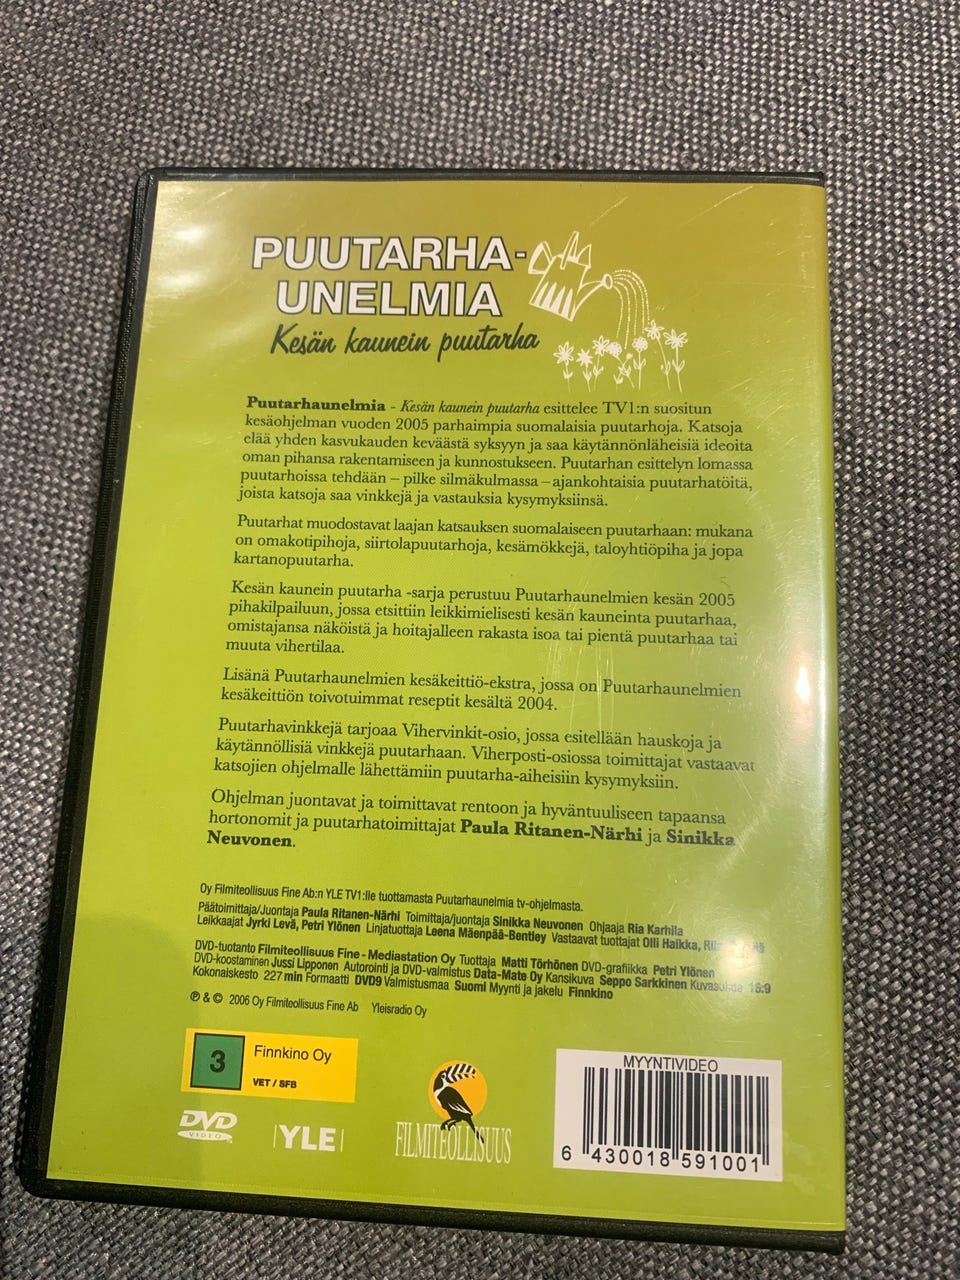 PUUTARHA-
UNELMIA
Kesän kaunein puutarha
Puutarhaunelmia - Kesän kaunein puutarha esittelee TV1:n suositun
kesäohjelman vuoden 2005 parhaimpia suomalaisia puutarhoja. Katsoja
elää yhden kasvukauden keväästä syksyyn ja saa käytännönläheisiä ideoita
oman pihansa rakentamiseen ja kunnostukseen. Puutarhan esittelyn lomassa
puutarhoissa tehdään – pilke silmäkulmassa – ajankohtaisia puutarhatöitä,
joista katsoja saa vinkkejä ja vastauksia kysymyksiinsä.
Puutarhat muodostavat laajan katsauksen suomalaiseen puutarhaan: mukana
on omakotipihoja, siirtolapuutarhoja, kesämökkejä, taloyhtiöpiha ja jopa
kartanopuutarha.
Kesän kaunein puutarha -sarja perustuu Puutarhaunelmien kesän 2005
pihakilpailuun, jossa etsittiin leikkimielisesti kesän kauneinta puutarhaa,
omistajansa näköistä ja hoitajalleen rakasta isoa tai pientä puutarhaa tai
muuta vihertilaa.
Lisänä Puutarhaunelmien kesäkeittiö-ekstra, jossa on Puutarhaunelmien
kesäkeittiön toivotuimmat reseptit kesältä 2004.
Puutarhavinkkejä tarjoaa Vihervinkit-osio, jossa esitellään hauskoja ja
käytännöllisiä vinkkejä puutarhaan. Viherposti-osiossa toimittajat vastaavat
katsojien ohjelmalle lähettämiin puutarha-aiheisiin kysymyksiin.
Ohjelman juontavat ja toimittavat rentoon ja hyväntuuliseen tapaansa
hortonomit ja puutarhatoimittajat Paula Ritanen-Närhi ja Sinikka
Neuvonen.
Oy Filmiteollisuus Fine Ab:n YLE TV1:lle tuottamasta Puutarhaunelmia tv-ohjelmasta.
Päätoimittaja/Juontaja Paula Ritanen-Närhi Toimittaja/juontaja Sinikka Neuvonen Ohjaaja Ria Karhila
Leikkaajat Jyrki Levä, Petri Ylönen Linjatuottaja Leena Mäenpää-Bentley Vastaavat tuottajat Olli Haikka,
DVD-tuotanto Filmiteollisuus Fine - Mediastation Oy Tuottaja Matti Törhönen DVD-grafiikka Petri Ylönen
DVD-koostaminen Jussi Lipponen Autorointi ja DVD-valmistus Data-Mate Oy Kansikuva Seppo Sarkkinen Kuvasuhde 16:9
Kokonaiskesto 227 min Formaatti DVD9 Valmistusmaa Suomi Myynti ja jakelu Finnkino
℗ & © 2006 Oy Filmiteollisuus Fine Ab Yleisradio Oy
3
Finnkino Oy
VET / SFB
DVD
VIDEO
YLE
FILMITEOLLISUUS
MYYNTIVIDEO
6 430018 591001